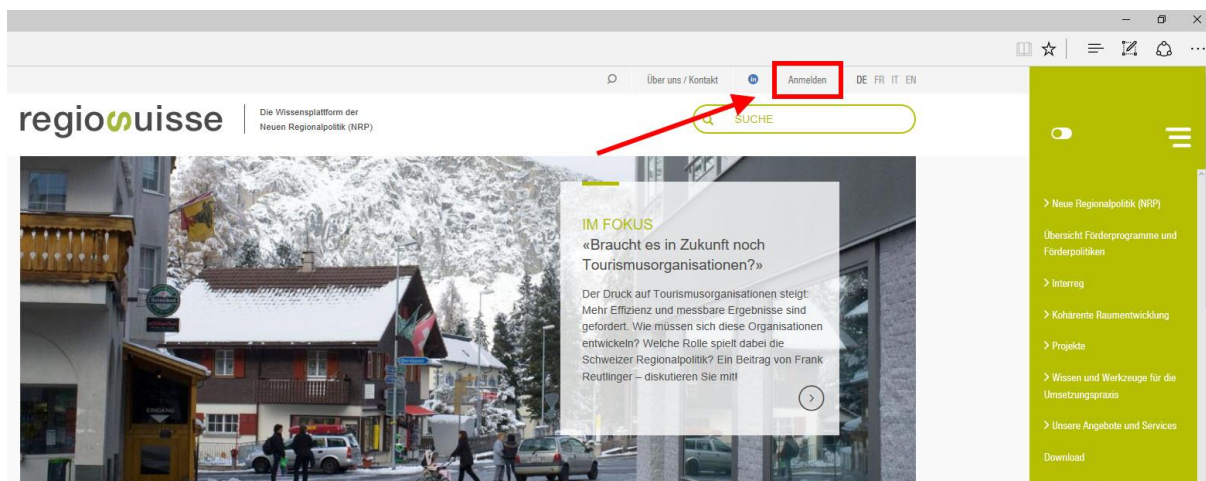 Über uns / Kontakt in Anmelden DE FR IT EN
regiosuisse
Die Wissensplattform der
Neuen Regionalpolitik (NRP)
SUCHE
IM FOKUS
«Braucht es in Zukunft noch
Tourismusorganisationen?»
Der Druck auf Tourismusorganisationen steigt:
Mehr Effizienz und messbare Ergebnisse sind
gefordert. Wie müssen sich diese Organisationen
entwickeln? Welche Rolle spielt dabei die
Schweizer Regionalpolitik? Ein Beitrag von Frank
Reutlinger – diskutieren Sie mit!
Heineken
EINGANG
> Neue Regionalpolitik (NRP)
Übersicht Förderprogramme und
Förderpolitiken
> Interreg
> Kohärente Raumentwicklung
> Projekte
> Wissen und Werkzeuge für die
Umsetzungspraxis
> Unsere Angebote und Services
Download